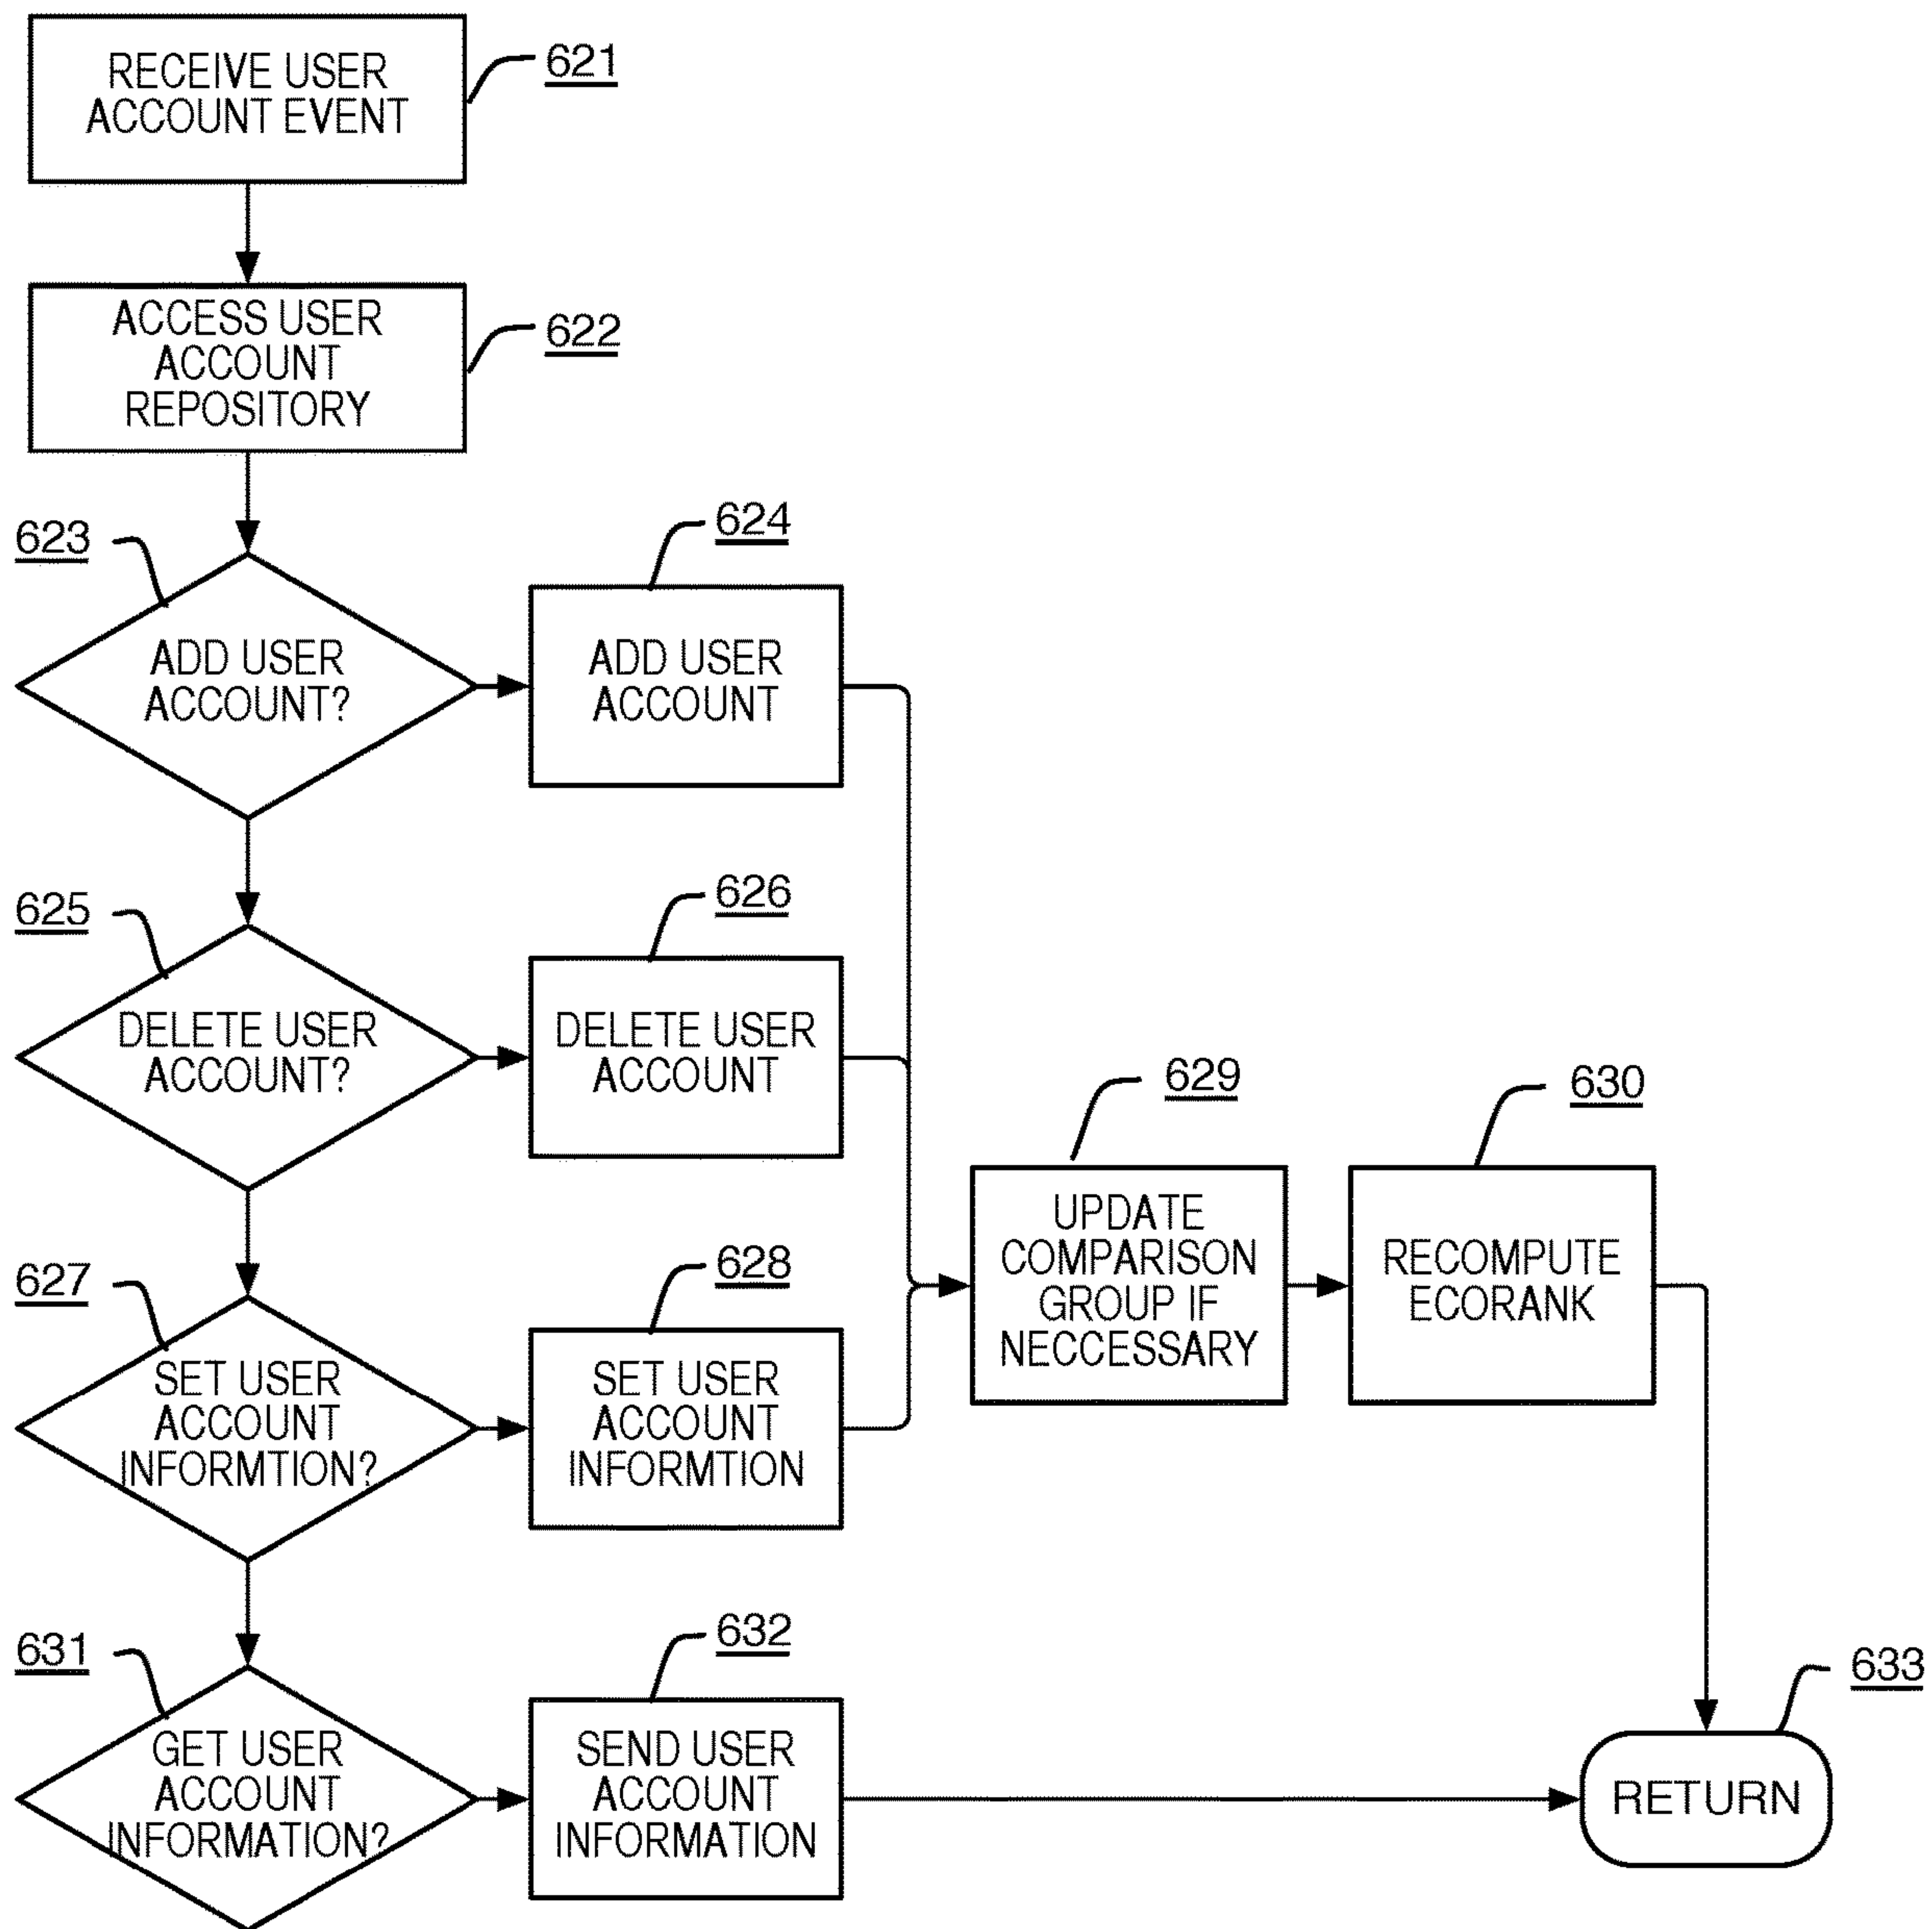 RECEIVE USER
ACCOUNT EVENT
621
ACCESS USER
ACCOUNT
REPOSITORY
622
623
ADD USER
ACCOUNT?
624
ADD USER
ACCOUNT
625
DELETE USER
ACCOUNT?
626
DELETE USER
ACCOUNT
627
SET USER
ACCOUNT
INFORMTION?
628
SET USER
ACCOUNT
INFORMTION
629
UPDATE
COMPARISON
GROUP IF
NECCESSARY
630
RECOMPUTE
ECORANK
631
GET USER
ACCOUNT
INFORMATION?
632
SEND USER
ACCOUNT
INFORMATION
633
RETURN